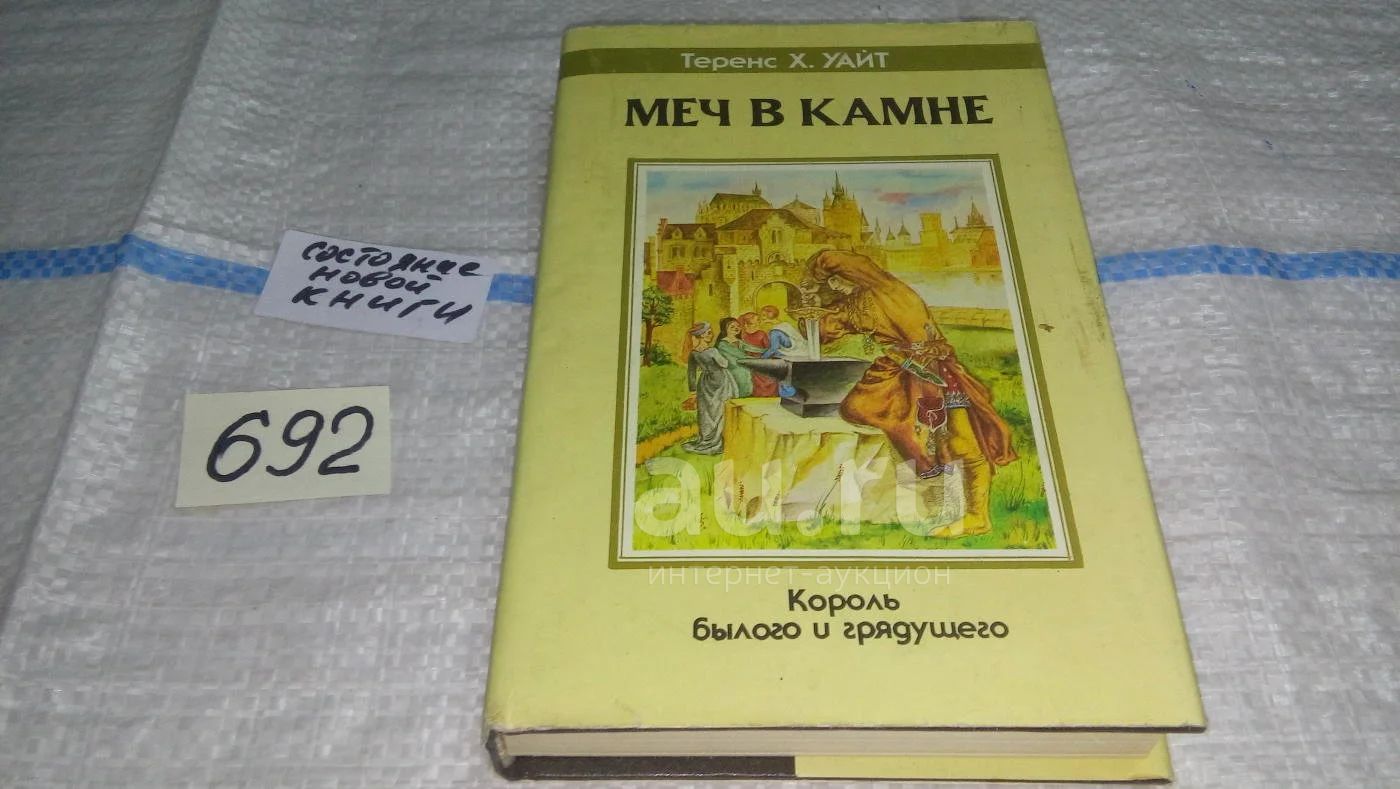 Теренс Х. УАЙТ
МЕЧ В КАМНЕ
состояние
новой
книги
692
au.ru
интернет-аукцион
Король
былого и грядущего